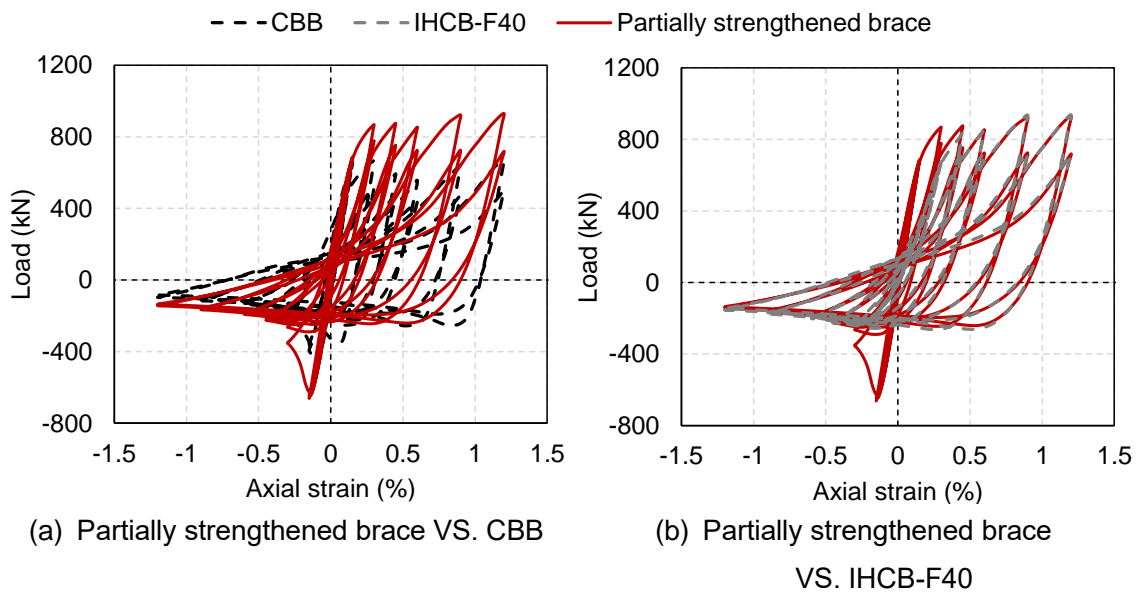 CBB IHCB-F40 Partially strengthened brace
1200
800
400
0
-400
-800
-1.5 -1 -0.5 0 0.5 1 1.5
Load (kN)
Axial strain (%)
(a) Partially strengthened brace VS. CBB
1200
800
400
0
-400
-800
-1.5 -1 -0.5 0 0.5 1 1.5
Load (kN)
Axial strain (%)
(b) Partially strengthened brace
VS. IHCB-F40